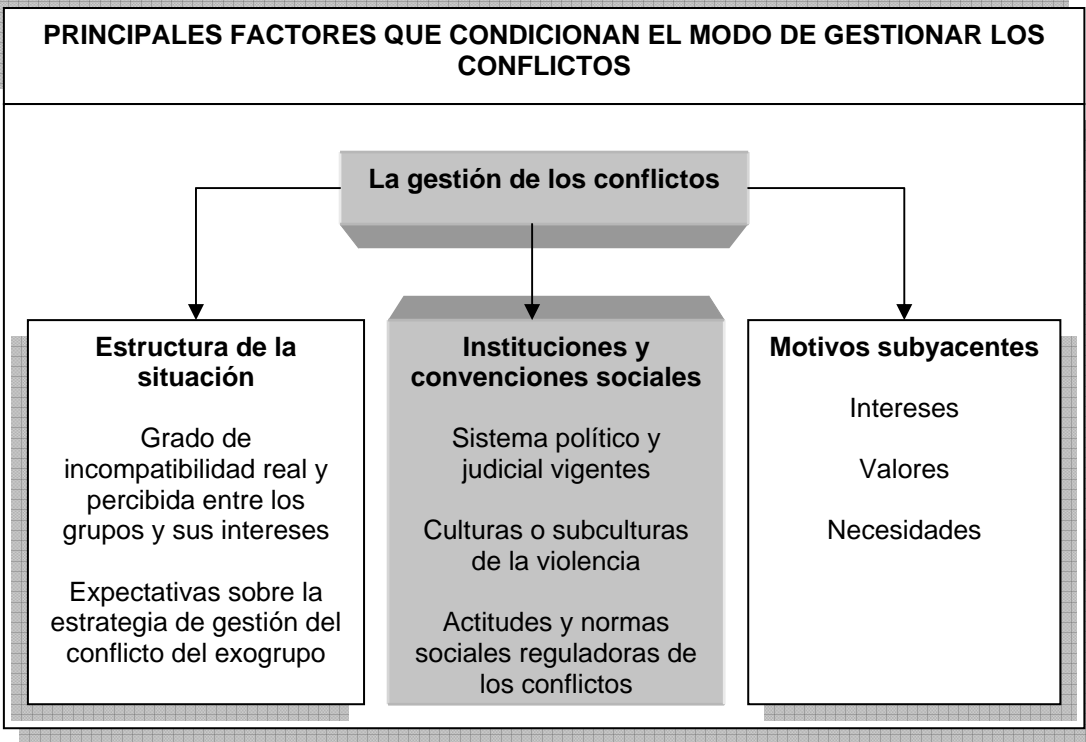 PRINCIPALES FACTORES QUE CONDICIONAN EL MODO DE GESTIONAR LOS
CONFLICTOS
La gestión de los conflictos
Estructura de la
situación
Grado de
incompatibilidad real y
percibida entre los
grupos y sus intereses
Expectativas sobre la
estrategia de gestión del
conflicto del exogrupo
Instituciones y
convenciones sociales
Sistema político y
judicial vigentes
Culturas o subculturas
de la violencia
Actitudes y normas
sociales reguladoras de
los conflictos
Motivos subyacentes
Intereses
Valores
Necesidades